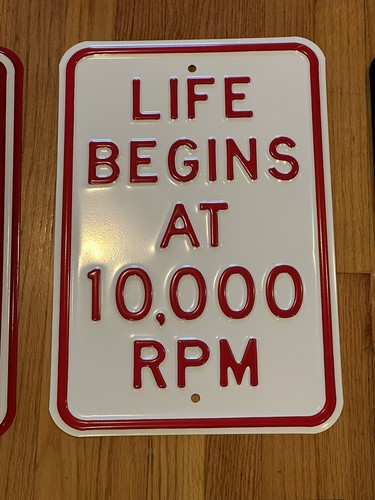 LIFE
BEGINS
AT
10,000
RPM